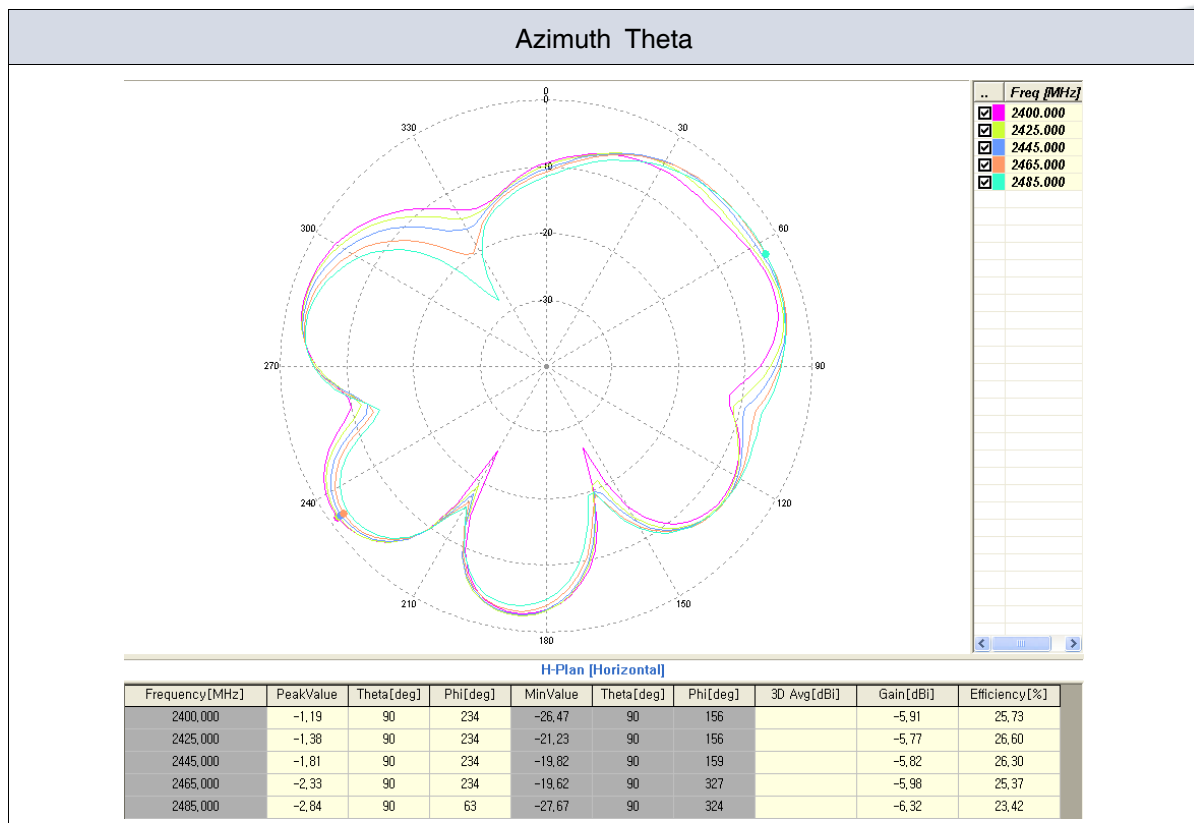 Azimuth Theta
0
0
330
30
-10
300
60
-20
-30
270
90
240
120
210
150
180
.. Freq [MHz]
2400.000
2425.000
2445.000
2465.000
2485.000
H-Plan [Horizontal]
Frequency[MHz] PeakValue Theta[deg] Phi[deg] MinValue Theta[deg] Phi[deg] 3D Avg[dBi] Gain[dBi] Efficiency[%]
2400,000 -1,19 90 234 -26,47 90 156 -5,91 25,73
2425,000 -1,38 90 234 -21,23 90 156 -5,77 26,60
2445,000 -1,81 90 234 -19,82 90 159 -5,82 26,30
2465,000 -2,33 90 234 -19,62 90 327 -5,98 25,37
2485,000 -2,84 90 63 -27,67 90 324 -6,32 23,42